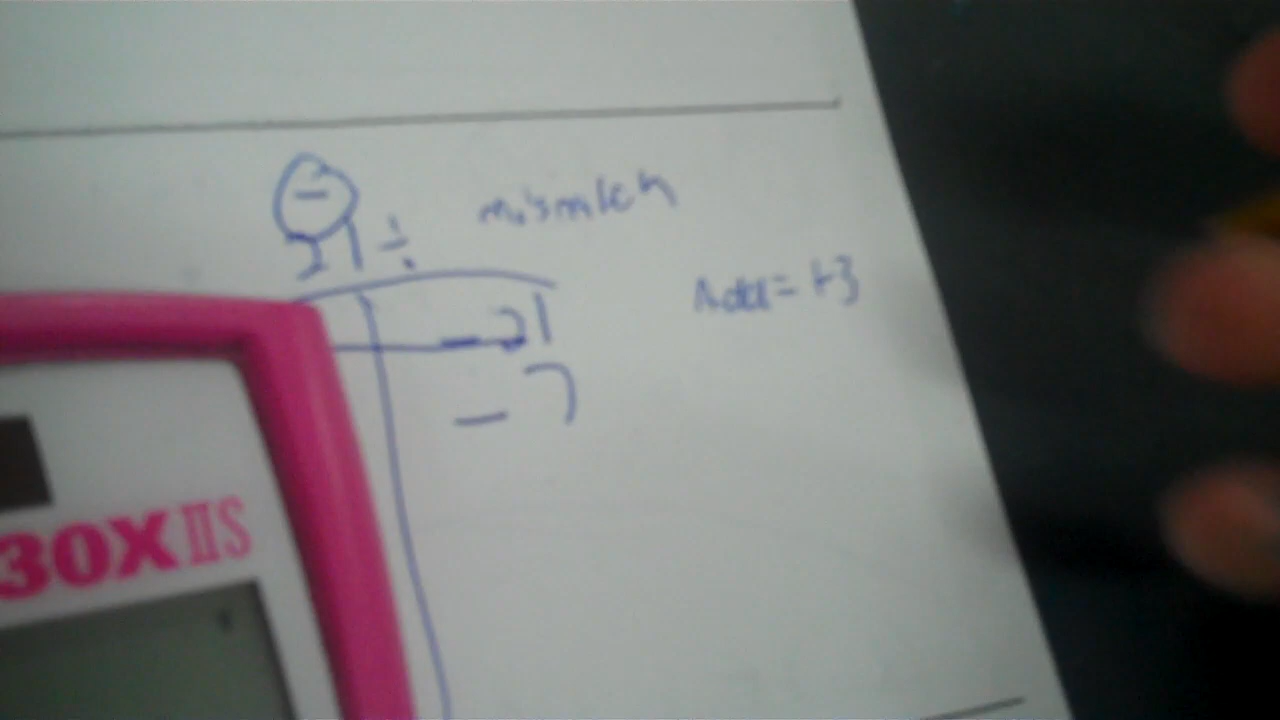 -
21 ÷ mismatch
-21
Add = +3
-7
30X IIS